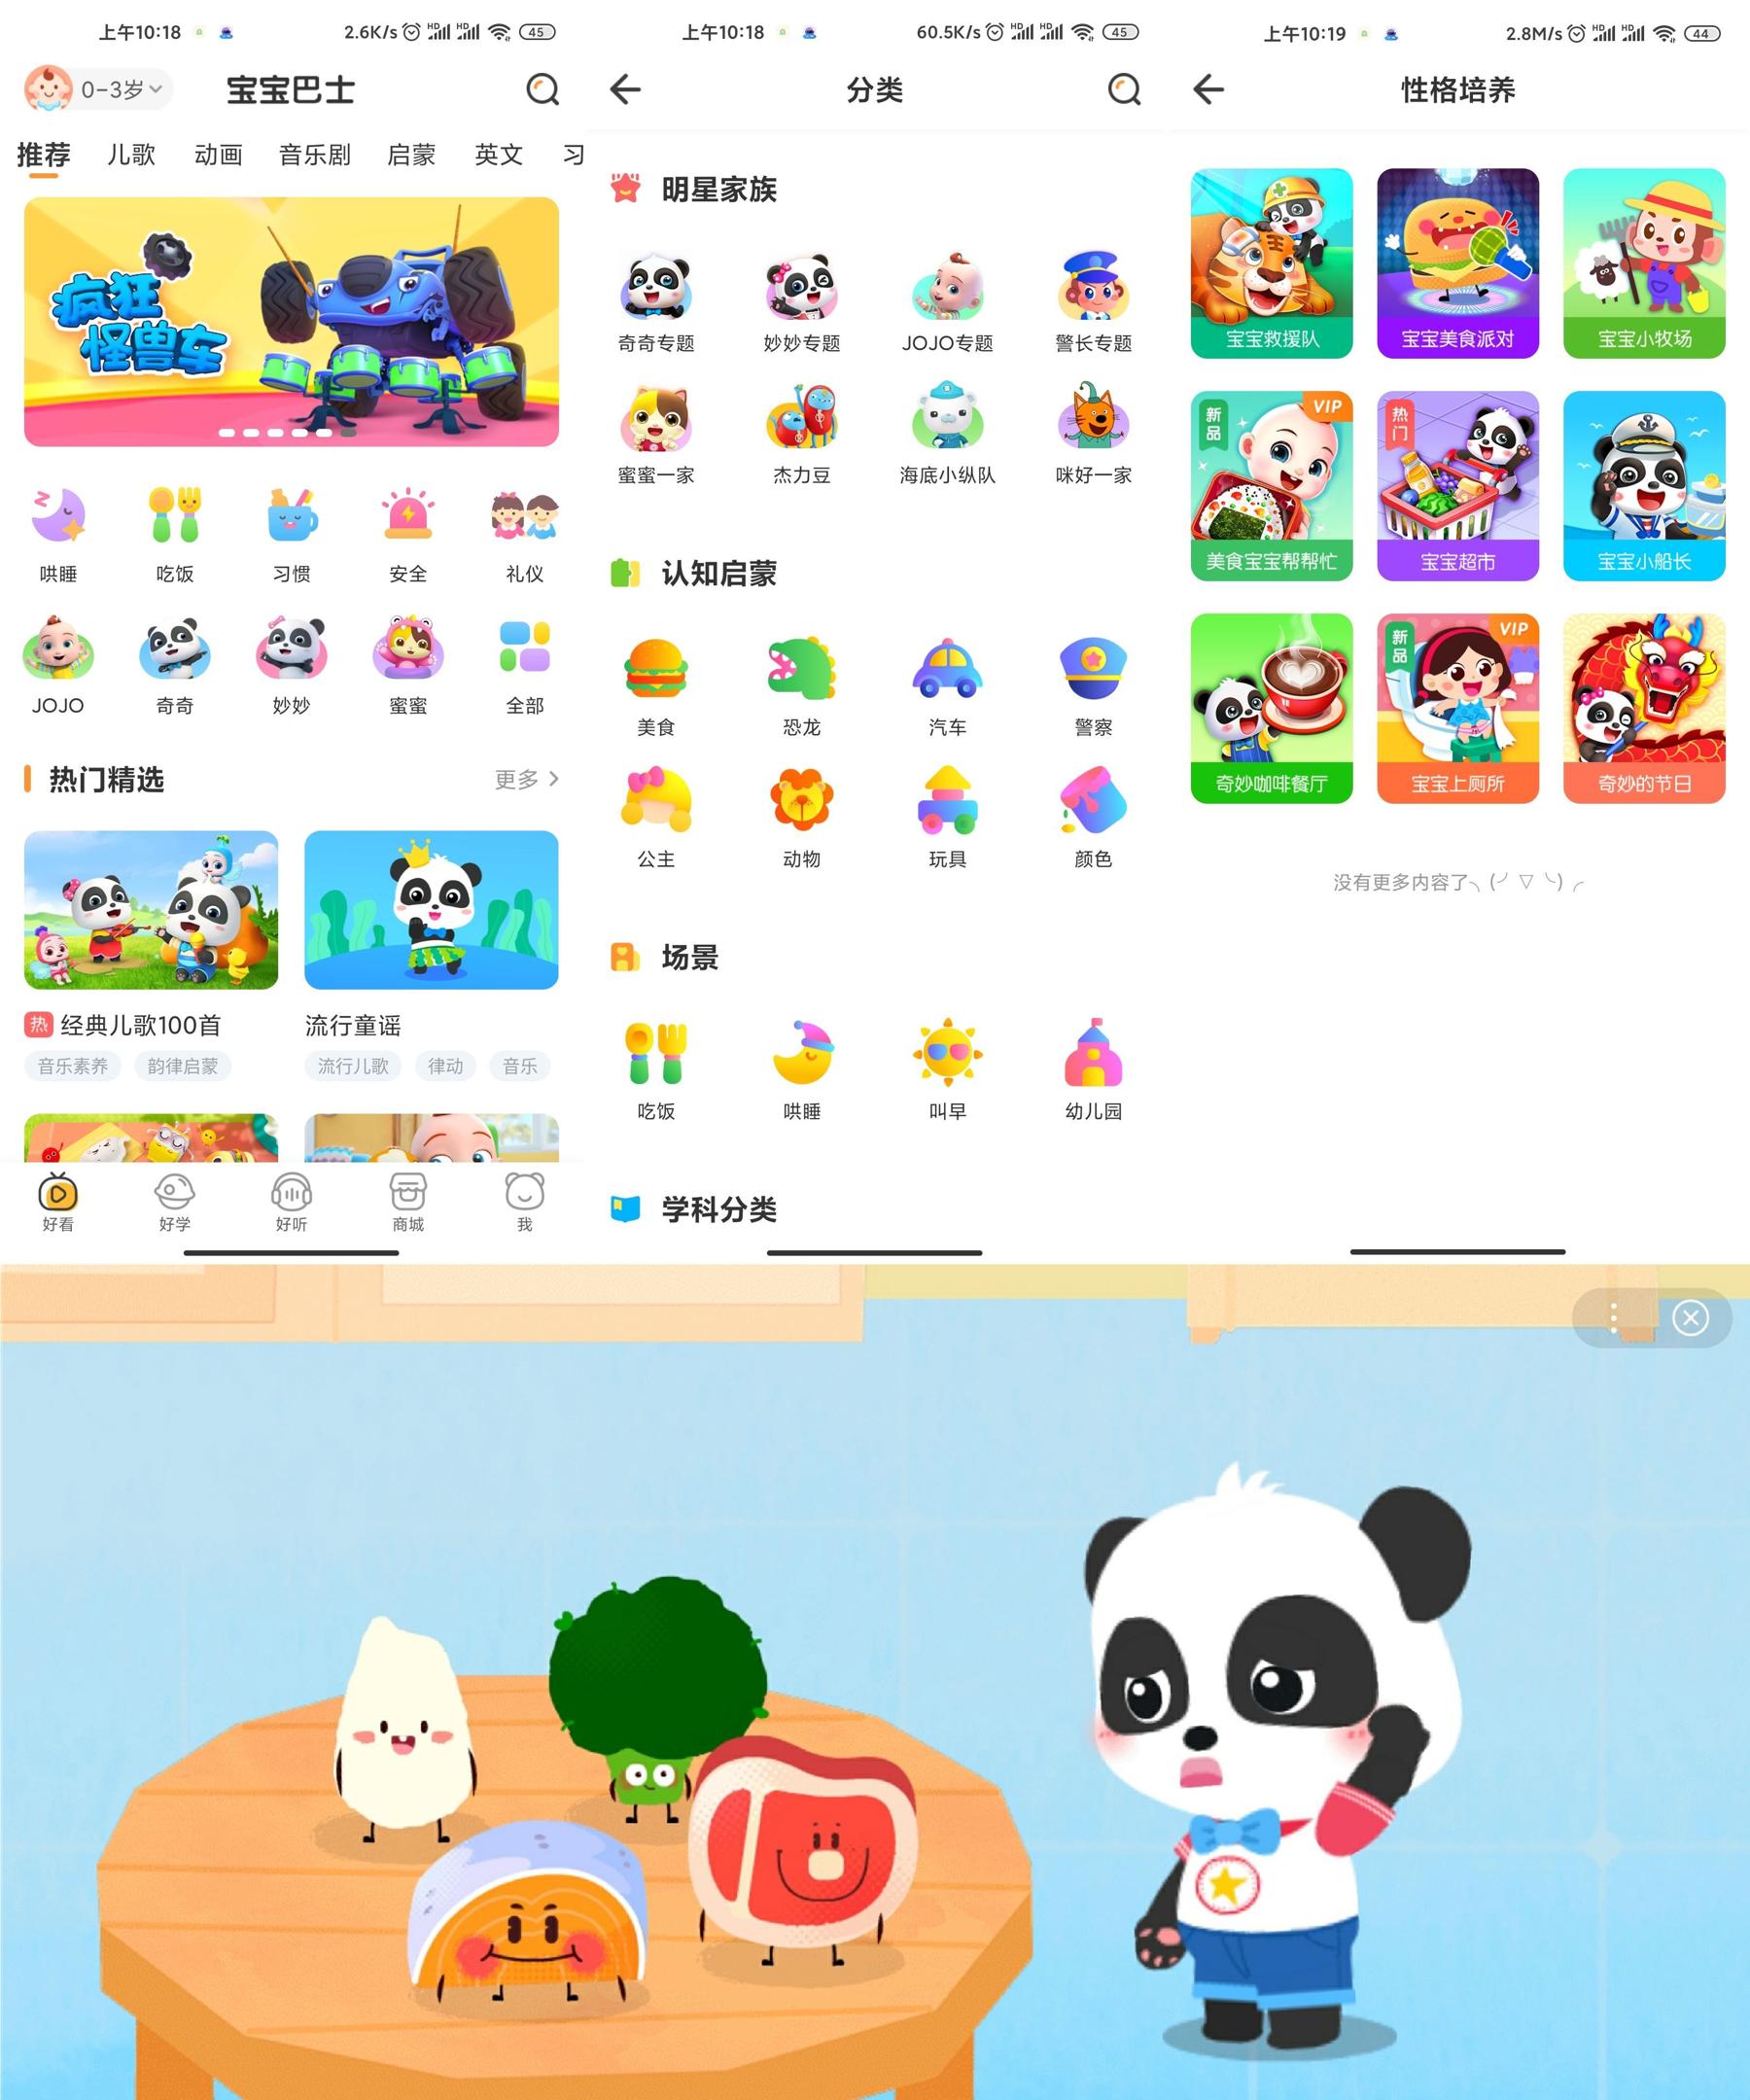 上午10:18 2.6K/s HD HD 45
0-3岁 宝宝巴士
推荐 儿歌 动画 音乐剧 启蒙 英文 习
疯狂
怪兽车
哄睡 吃饭 习惯 安全 礼仪
JOJO 奇奇 妙妙 蜜蜜 全部
热门精选 更多
热 经典儿歌100首 流行童谣
音乐素养 韵律启蒙 流行儿歌 律动 音乐
好看 好学 好听 商城 我
上午10:18 60.5K/s HD HD 45
分类
明星家族
奇奇专题 妙妙专题 JOJO专题 警长专题
蜜蜜一家 杰力豆 海底小纵队 咪好一家
认知启蒙
美食 恐龙 汽车 警察
公主 动物 玩具 颜色
场景
吃饭 哄睡 叫早 幼儿园
学科分类
上午10:19 2.8M/s HD HD 44
性格培养
宝宝救援队 宝宝美食派对 宝宝小牧场
新品 VIP 热门
美食宝宝帮帮忙 宝宝超市 宝宝小船长
新品 VIP
奇妙咖啡餐厅 宝宝上厕所 奇妙的节日
没有更多内容了╮(╯▽╰)╭